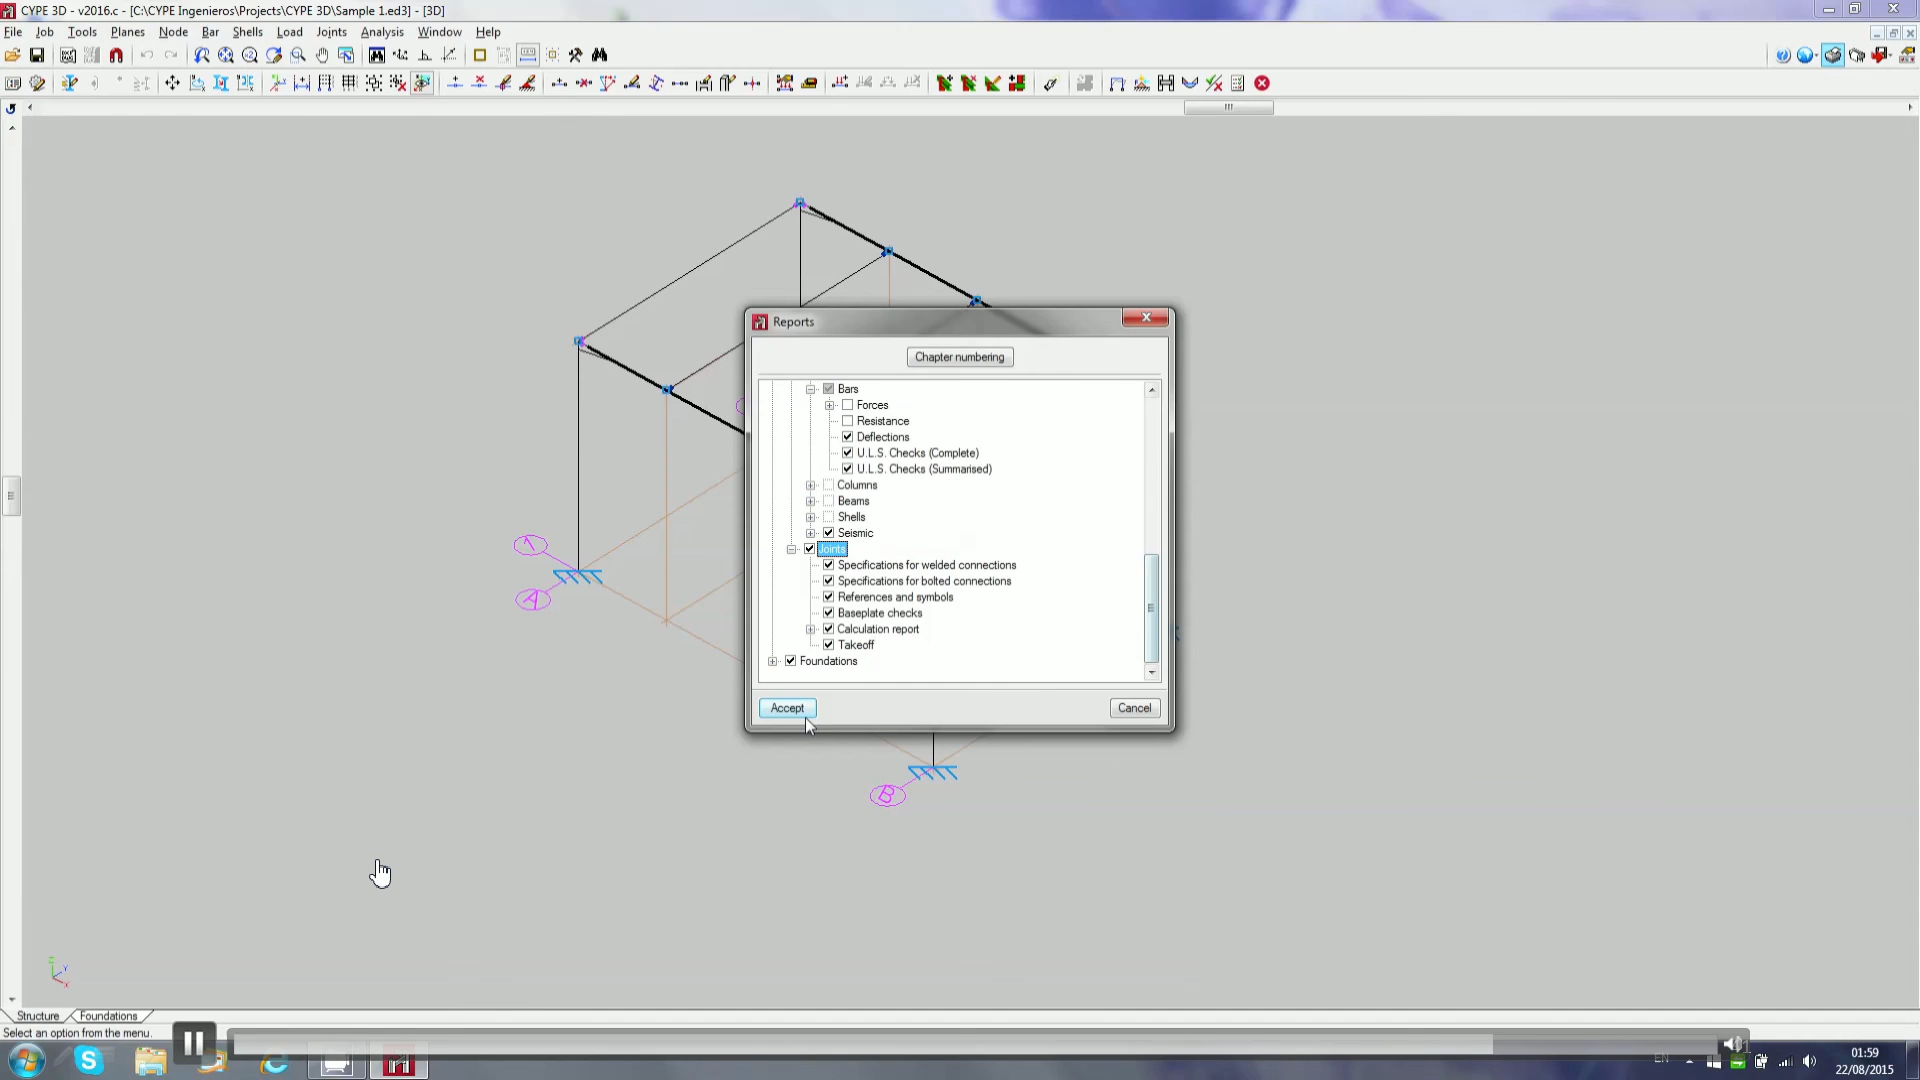 CYPE 3D - v2016.c - [C:\CYPE Ingenieros\Projects\CYPE 3D\Sample 1.ed3] - [3D]
File Job Tools Planes Node Bar Shells Load Joints Analysis Window Help
Reports
Chapter numbering
Bars
Forces
Resistance
Deflections
U.L.S. Checks (Complete)
U.L.S. Checks (Summarised)
Columns
Beams
Shells
Seismic
Joints
Specifications for welded connections
Specifications for bolted connections
References and symbols
Baseplate checks
Calculation report
Takeoff
Foundations
Accept Cancel
1
A
B
z
y
x
Structure Foundations
Select an option from the menu.
EN
01:59
22/08/2015